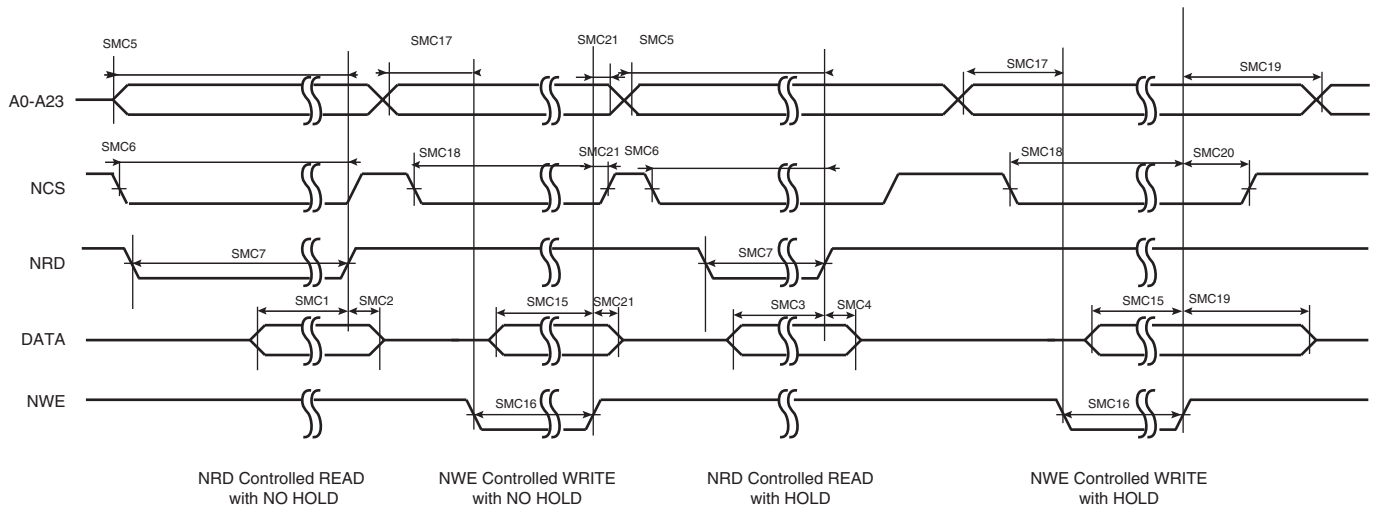 SMC5
SMC17
SMC21
SMC5
SMC17
SMC19
A0-A23
SMC6
SMC18
SMC21
SMC6
SMC18
SMC20
NCS
SMC7
SMC7
NRD
SMC1
SMC2
SMC15
SMC21
SMC3
SMC4
SMC15
SMC19
DATA
NWE
SMC16
SMC16
NRD Controlled READ
with NO HOLD
NWE Controlled WRITE
with NO HOLD
NRD Controlled READ
with HOLD
NWE Controlled WRITE
with HOLD